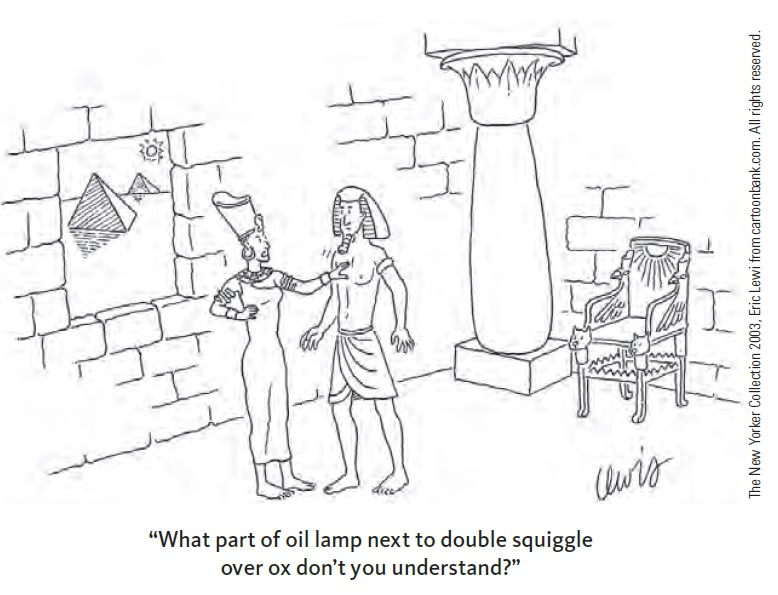 The New Yorker Collection 2003, Eric Lewi from cartoonbank.com. All rights reserved.
Lewis
“What part of oil lamp next to double squiggle
over ox don’t you understand?”